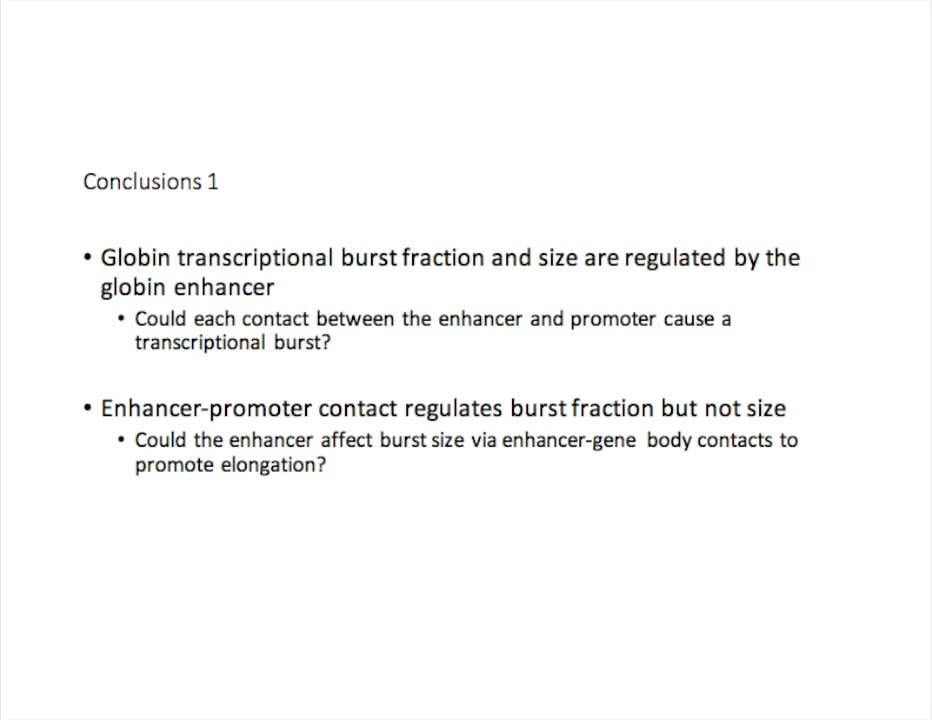 Conclusions 1
• Globin transcriptional burst fraction and size are regulated by the
globin enhancer
• Could each contact between the enhancer and promoter cause a
transcriptional burst?
• Enhancer-promoter contact regulates burst fraction but not size
• Could the enhancer affect burst size via enhancer-gene body contacts to
promote elongation?